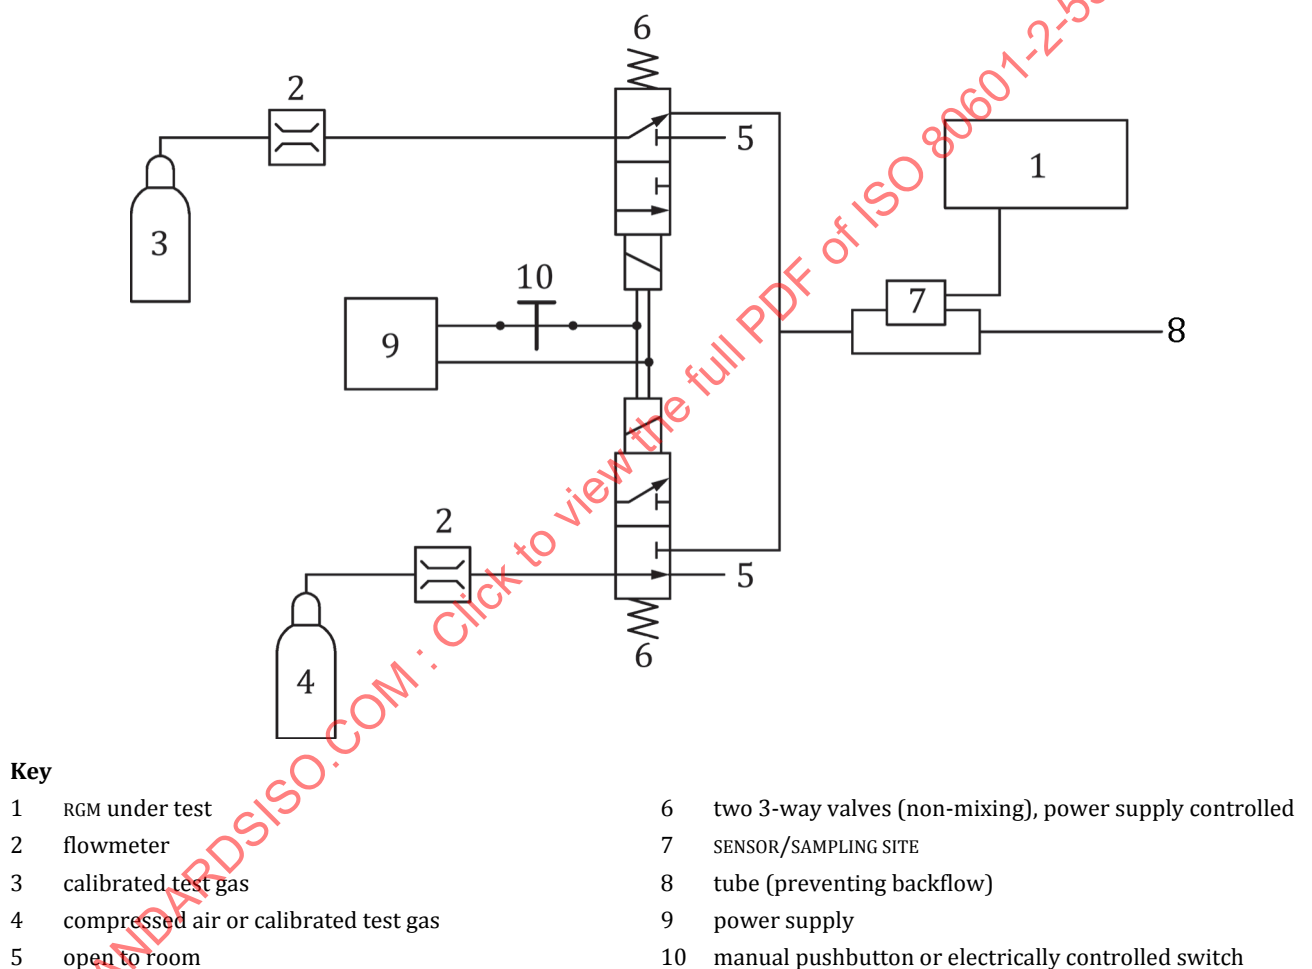 6
2
5
1
3
10
7
9
8
2
5
6
4
Key
1 RGM under test
2 flowmeter
3 calibrated test gas
4 compressed air or calibrated test gas
5 open to room
6 two 3-way valves (non-mixing), power supply controlled
7 SENSOR/SAMPLING SITE
8 tube (preventing backflow)
9 power supply
10 manual pushbutton or electrically controlled switch
ANDARDSISO.COM : Click to view the full PDF of ISO 80601-2-55